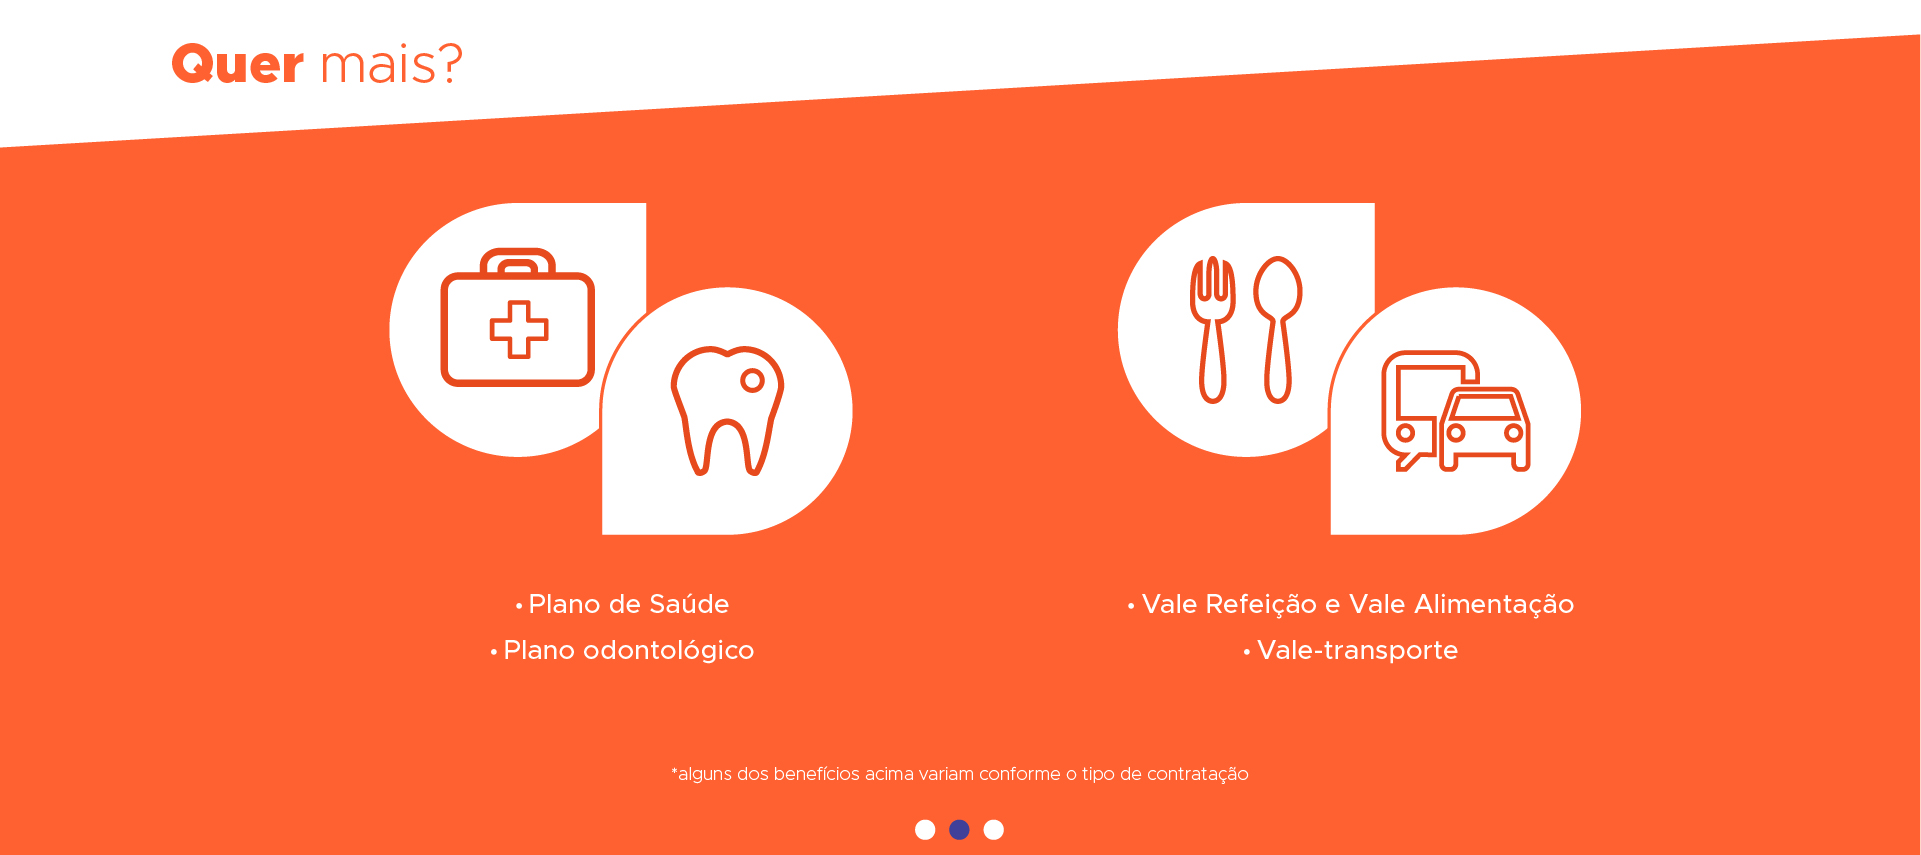 Quer mais?
• Plano de Saúde
• Plano odontológico
• Vale Refeição e Vale Alimentação
• Vale-transporte
*alguns dos benefícios acima variam conforme o tipo de contratação